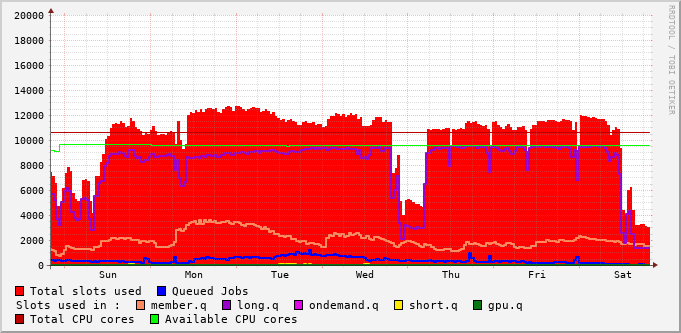 RRDTOOL / TOBI OETIKER
20000
18000
16000
14000
12000
10000
8000
6000
4000
2000
0
Sun Mon Tue Wed Thu Fri Sat
Total slots used Queued Jobs
Slots used in : member.q long.q ondemand.q short.q gpu.q
Total CPU cores Available CPU cores